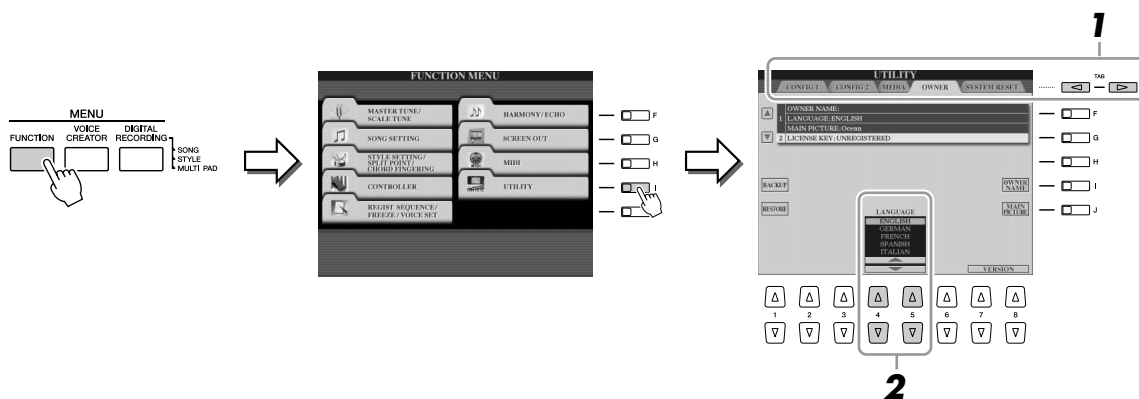 MENU
FUNCTION
VOICE CREATOR
DIGITAL RECORDING
SONG
STYLE
MULTI PAD
FUNCTION MENU
MASTER TUNE/
SCALE TUNE
HARMONY/ECHO
F
SONG SETTING
SCREEN OUT
G
STYLE SETTING/
SPLIT POINT/
CHORD FINGERING
MIDI
H
CONTROLLER
UTILITY
I
REGIST SEQUENCE/
FREEZE/VOICE SET
1
UTILITY
CONFIG 1
CONFIG 2
MEDIA
OWNER
SYSTEM RESET
TAB
1
OWNER NAME:
LANGUAGE:ENGLISH
MAIN PICTURE:Ocean
2 LICENSE KEY:UNREGISTERED
F
G
H
I
J
BACKUP
RESTORE
OWNER
NAME
MAIN
PICTURE
LANGUAGE
ENGLISH
GERMAN
FRENCH
SPANISH
ITALIAN
VERSION
1 2 3 4 5 6 7 8
2